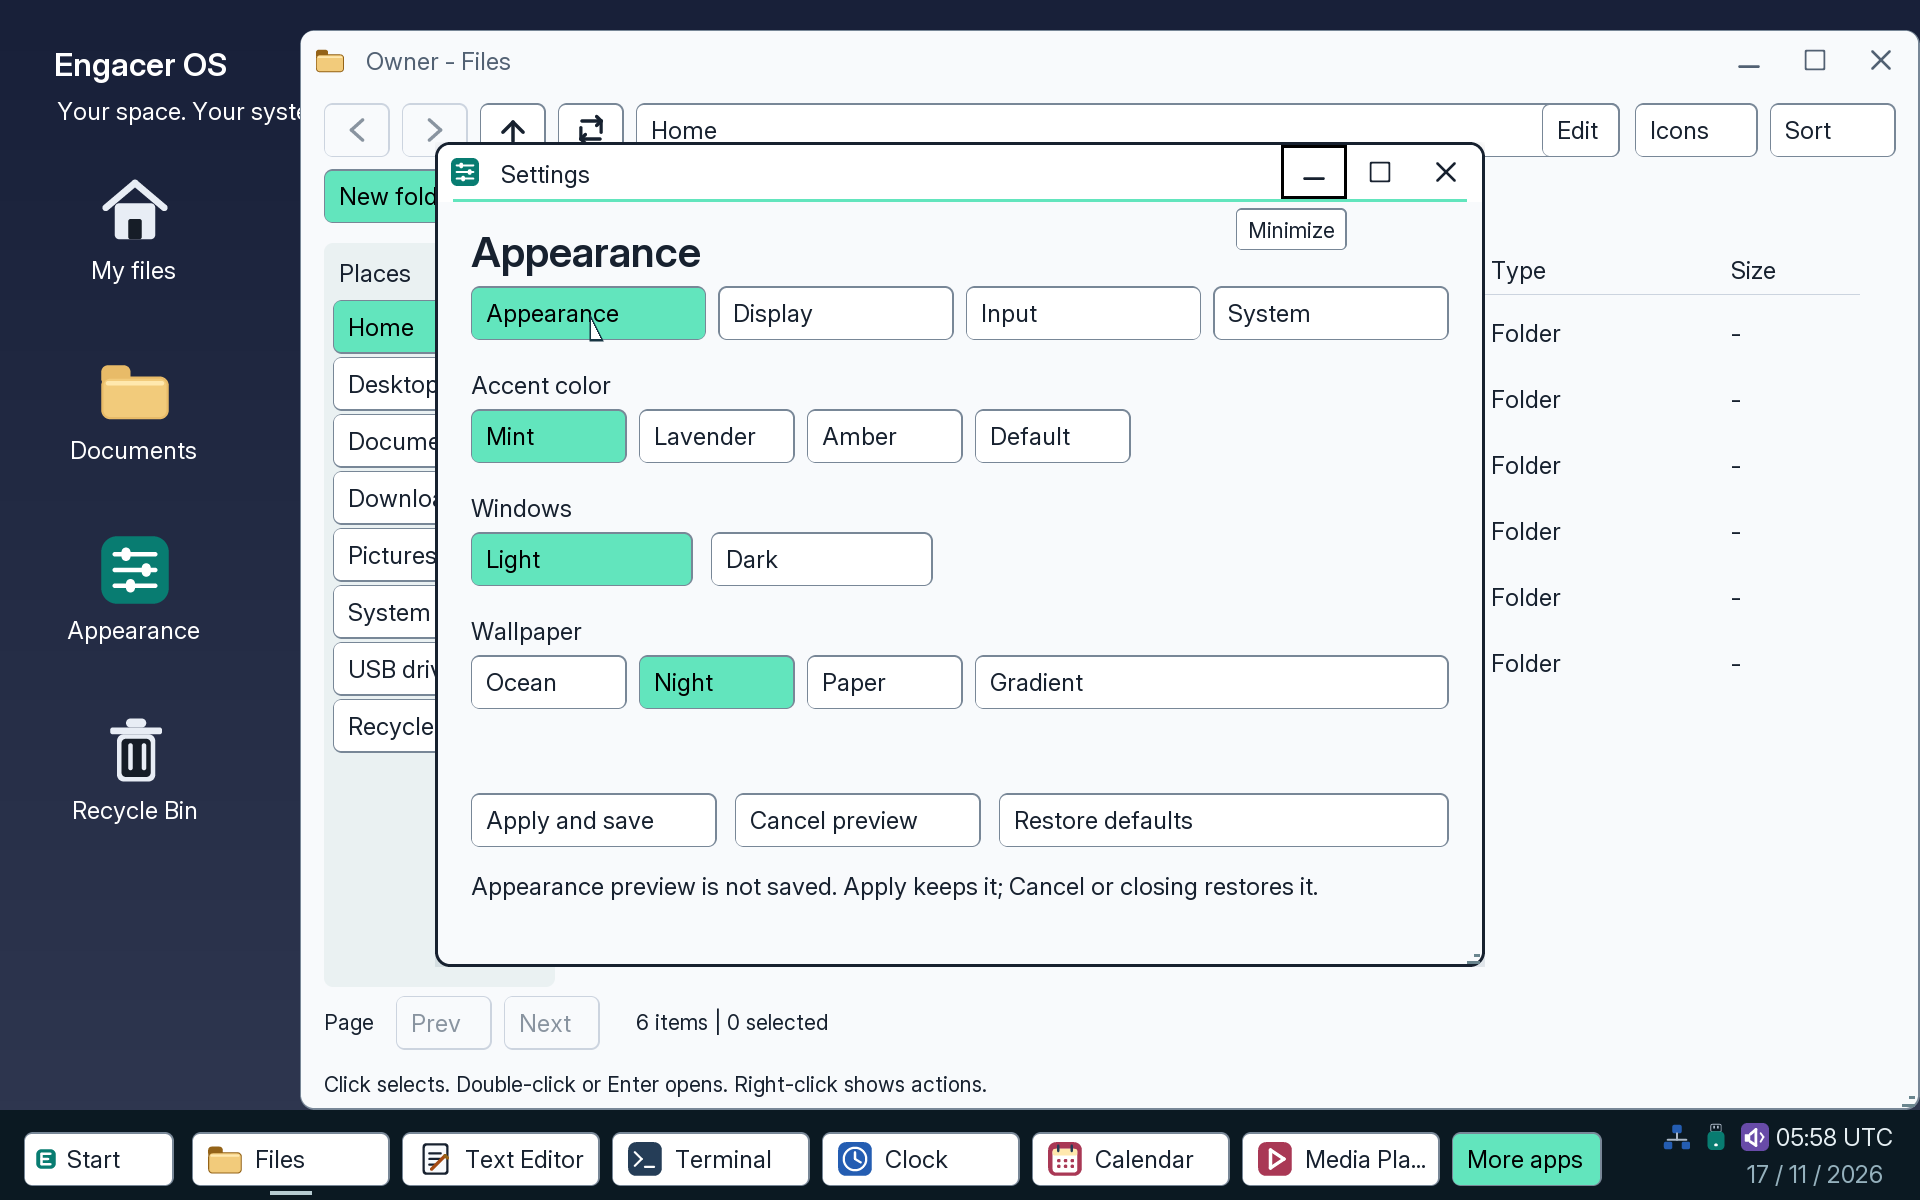 Engacer OS
Your space. Your syste
My files
Documents
Appearance
Recycle Bin
Owner - Files
Home
Edit
Icons
Sort
New fold
Places
Home
Desktop
Docume
Downloa
Pictures
System
USB driv
Recycle
Type
Size
Folder
-
Folder
-
Folder
-
Folder
-
Folder
-
Folder
-
Settings
Minimize
Appearance
Appearance
Display
Input
System
Accent color
Mint
Lavender
Amber
Default
Windows
Light
Dark
Wallpaper
Ocean
Night
Paper
Gradient
Apply and save
Cancel preview
Restore defaults
Appearance preview is not saved. Apply keeps it; Cancel or closing restores it.
Page
Prev
Next
6 items | 0 selected
Click selects. Double-click or Enter opens. Right-click shows actions.
E Start
Files
Text Editor
Terminal
Clock
Calendar
Media Pla...
More apps
05:58 UTC
17 / 11 / 2026